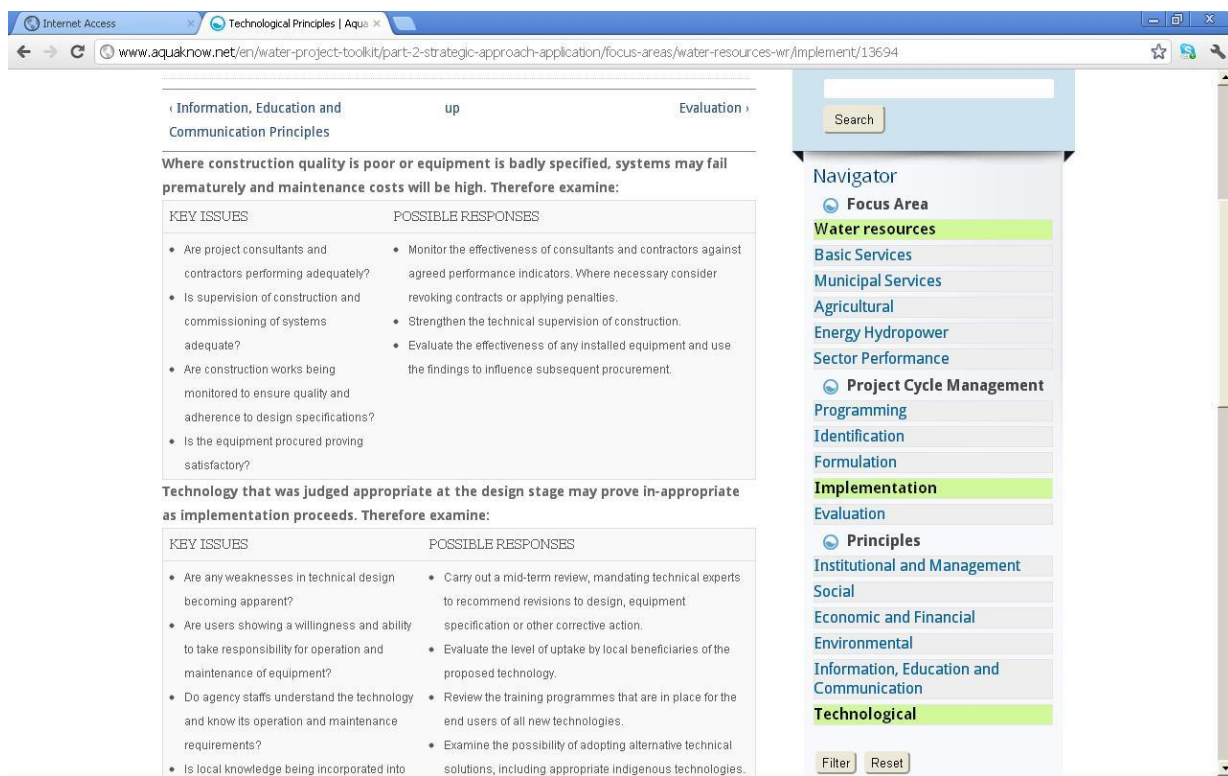 Internet Access
Technological Principles | Aqua
www.aquaknow.net/en/water-project-toolkit/part-2-strategic-approach-application/focus-areas/water-resources-wr/implement/13694
‹ Information, Education and
Communication Principles
up
Evaluation ›
Where construction quality is poor or equipment is badly specified, systems may fail
prematurely and maintenance costs will be high. Therefore examine:
KEY ISSUES
• Are project consultants and
contractors performing adequately?
• Is supervision of construction and
commissioning of systems
adequate?
• Are construction works being
monitored to ensure quality and
adherence to design specifications?
• Is the equipment procured proving
satisfactory?
POSSIBLE RESPONSES
• Monitor the effectiveness of consultants and contractors against
agreed performance indicators. Where necessary consider
revoking contracts or applying penalties.
• Strengthen the technical supervision of construction.
• Evaluate the effectiveness of any installed equipment and use
the findings to influence subsequent procurement.
Technology that was judged appropriate at the design stage may prove in-appropriate
as implementation proceeds. Therefore examine:
KEY ISSUES
• Are any weaknesses in technical design
becoming apparent?
• Are users showing a willingness and ability
to take responsibility for operation and
maintenance of equipment?
• Do agency staffs understand the technology
and know its operation and maintenance
requirements?
• Is local knowledge being incorporated into
POSSIBLE RESPONSES
• Carry out a mid-term review, mandating technical experts
to recommend revisions to design, equipment
specification or other corrective action.
• Evaluate the level of uptake by local beneficiaries of the
proposed technology.
• Review the training programmes that are in place for the
end users of all new technologies.
• Examine the possibility of adopting alternative technical
solutions, including appropriate indigenous technologies.
Search
Navigator
Focus Area
Water resources
Basic Services
Municipal Services
Agricultural
Energy Hydropower
Sector Performance
Project Cycle Management
Programming
Identification
Formulation
Implementation
Evaluation
Principles
Institutional and Management
Social
Economic and Financial
Environmental
Information, Education and
Communication
Technological
Filter
Reset